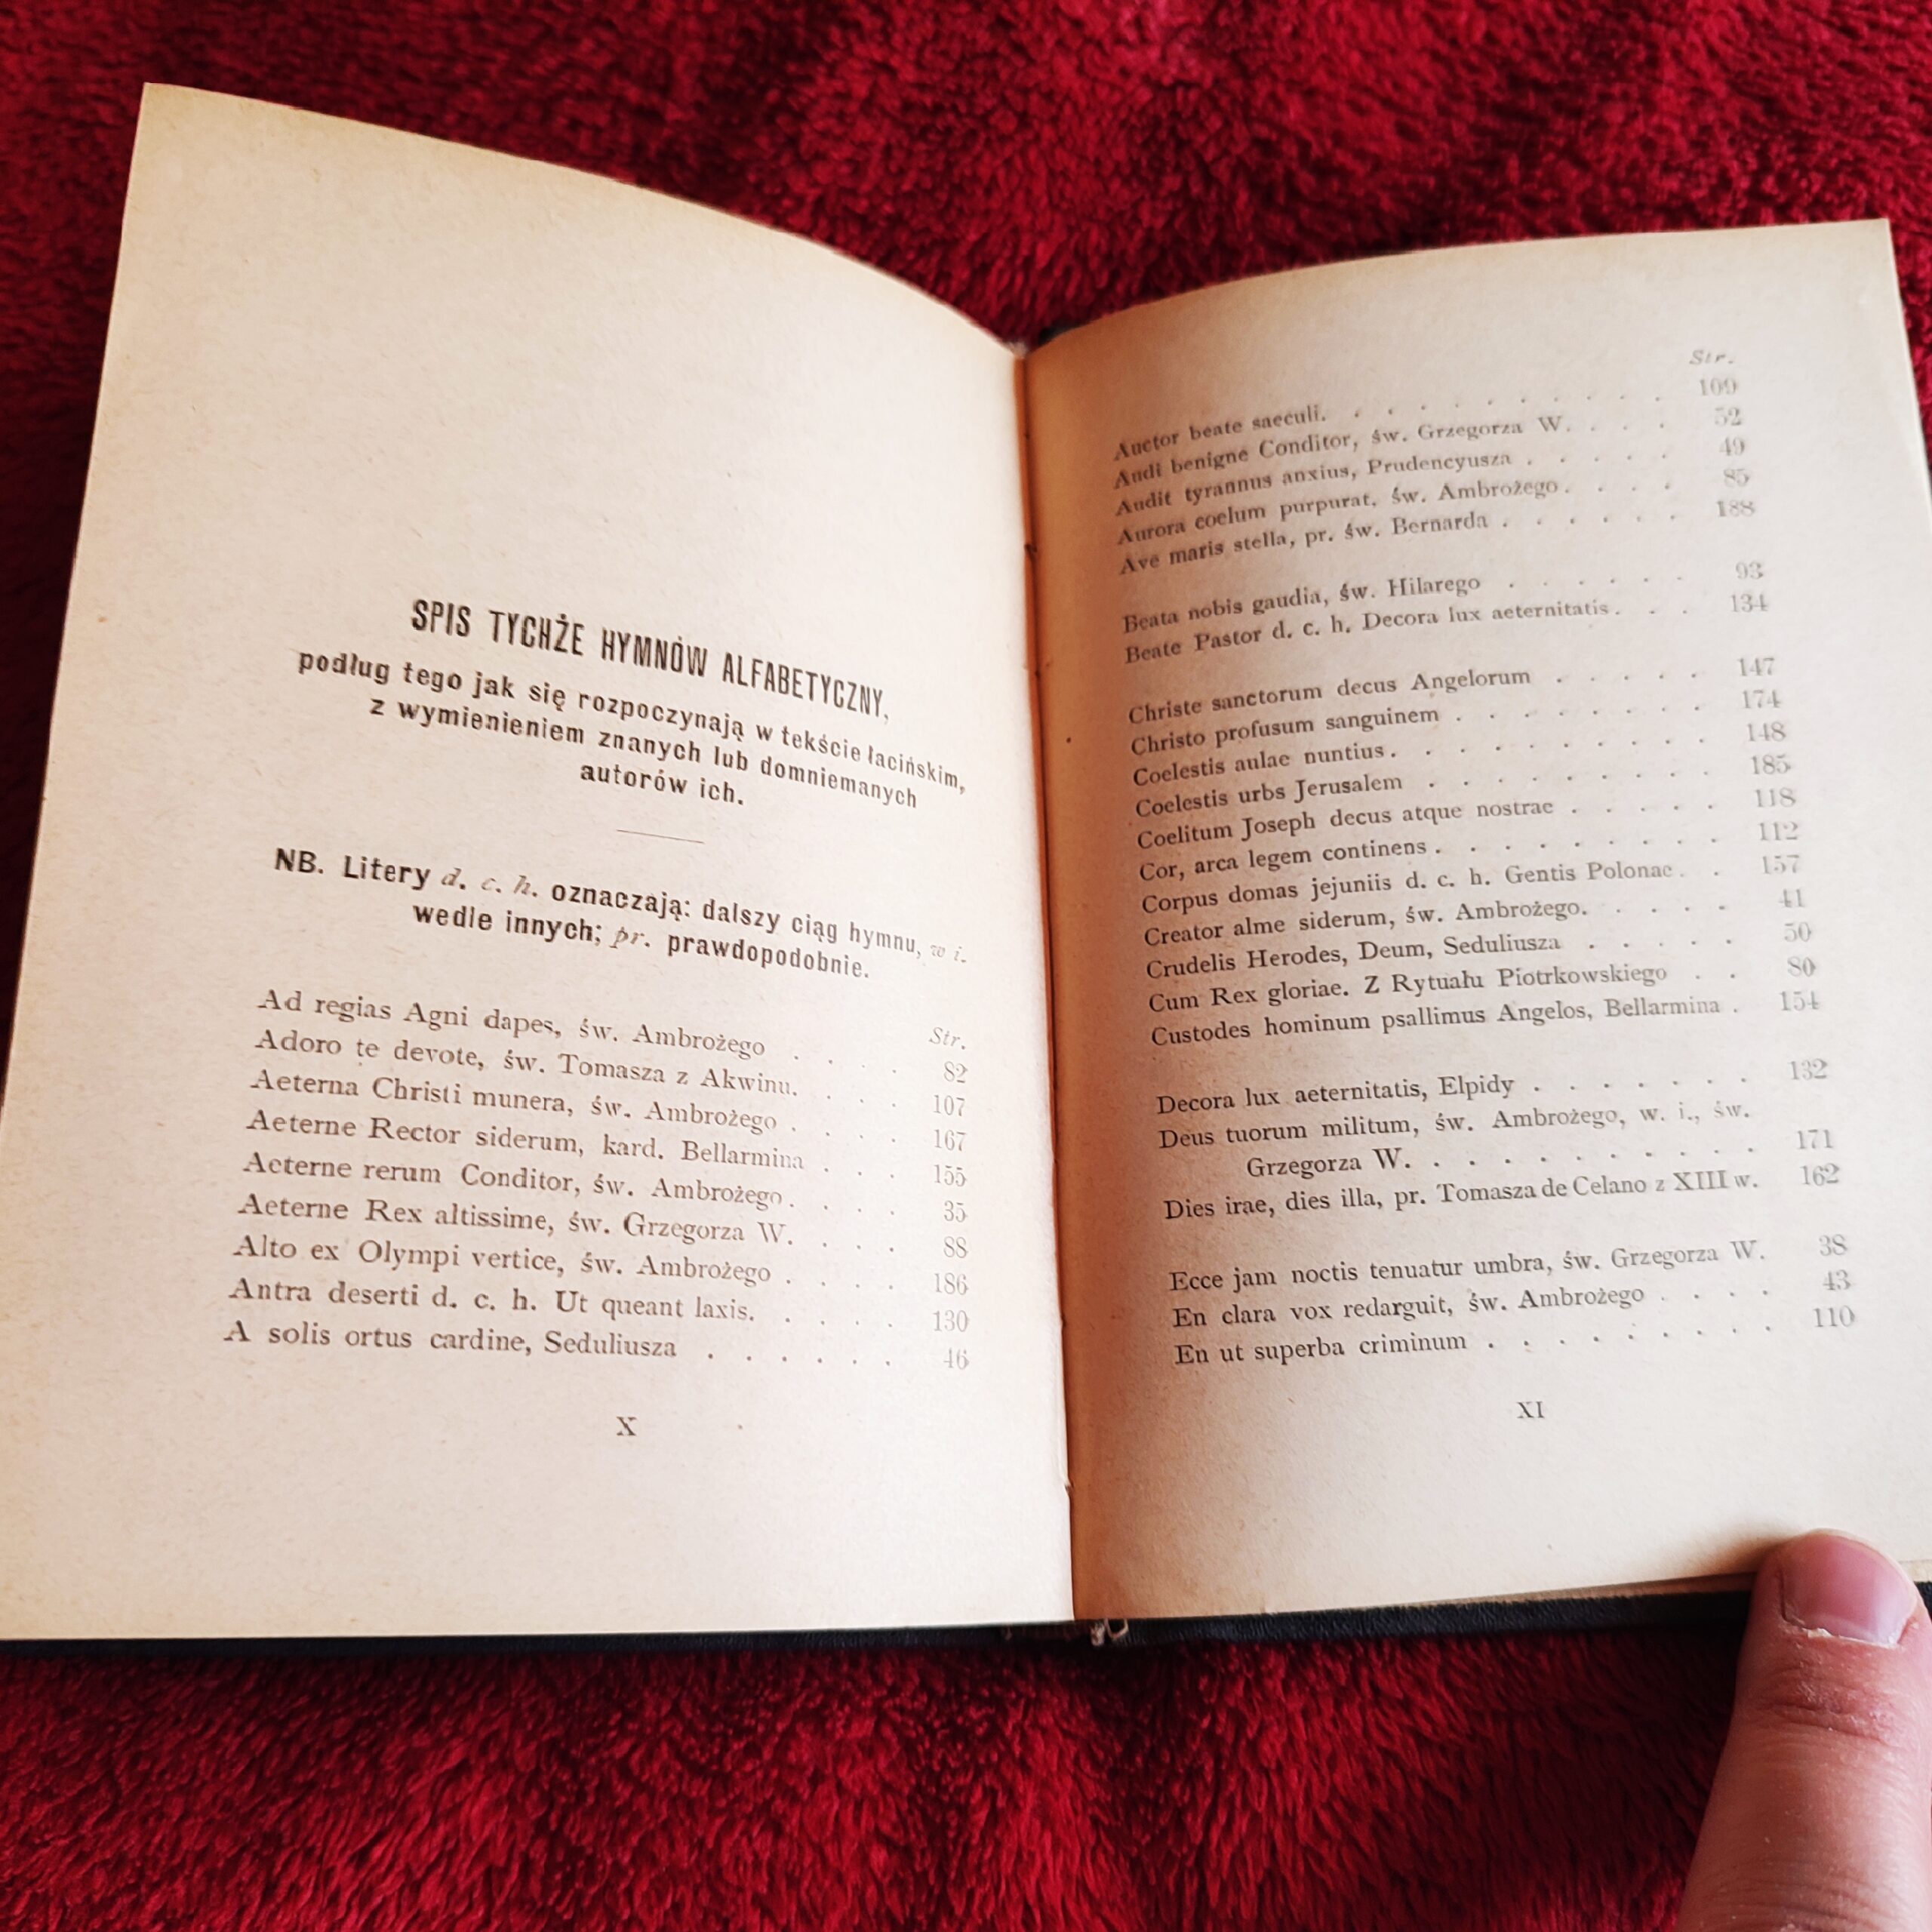 SPIS TYCHŻE HYMNÓW ALFABETYCZNY,
podług tego jak się rozpoczynają w tekście łacińskim,
z wymienieniem znanych lub domniemanych
autorów ich.
NB. Litery d. c. h. oznaczają: dalszy ciąg hymnu, w i.
wedle innych; pr. prawdopodobnie.
Str.
Ad regias Agni dapes, św. Ambrożego . . . . 82
Adoro te devote, św. Tomasza z Akwinu. . . . 107
Aeterna Christi munera, św. Ambrożego . . . . 167
Aeterne Rector siderum, kard. Bellarmina . . . 155
Aeterne rerum Conditor, św. Ambrożego . . . . 35
Aeterne Rex altissime, św. Grzegorza W. . . . 88
Alto ex Olympi vertice, św. Ambrożego . . . . 186
Antra deserti d. c. h. Ut queant laxis. . . . . 130
A solis ortus cardine, Seduliusza . . . . . . 46
X
Str.
Auctor beate saeculi. . . . . . . . . . . 109
Audi benigne Conditor, św. Grzegorza W. . . . 52
Audit tyrannus anxius, Prudencyusza . . . . . 49
Aurora coelum purpurat, św. Ambrożego . . . . 85
Ave maris stella, pr. św. Bernarda . . . . . . 188
Beata nobis gaudia, św. Hilarego . . . . . . 93
Beate Pastor d. c. h. Decora lux aeternitatis . . . 134
Christe sanctorum decus Angelorum . . . . . 147
Christo profusum sanguinem . . . . . . . . 174
Coelestis aulae nuntius . . . . . . . . . . 148
Coelestis urbs Jerusalem . . . . . . . . . 185
Coelitum Joseph decus atque nostrae . . . . . 118
Cor, arca legem continens . . . . . . . . . 112
Corpus domas jejuniis d. c. h. Gentis Polonae . . 157
Creator alme siderum, św. Ambrożego. . . . . 41
Crudelis Herodes, Deum, Seduliusza . . . . . 50
Cum Rex gloriae. Z Rytuału Piotrkowskiego . . 80
Custodes hominum psallimus Angelos, Bellarmina . 154
Decora lux aeternitatis, Elpidy . . . . . . . 132
Deus tuorum militum, św. Ambrożego, w. i., św.
Grzegorza W. . . . . . . . . . . 171
Dies irae, dies illa, pr. Tomasza de Celano z XIII w. 162
Ecce jam noctis tenuatur umbra, św. Grzegorza W. 38
En clara vox redarguit, św. Ambrożego . . . . 43
En ut superba criminum . . . . . . . . . 110
XI